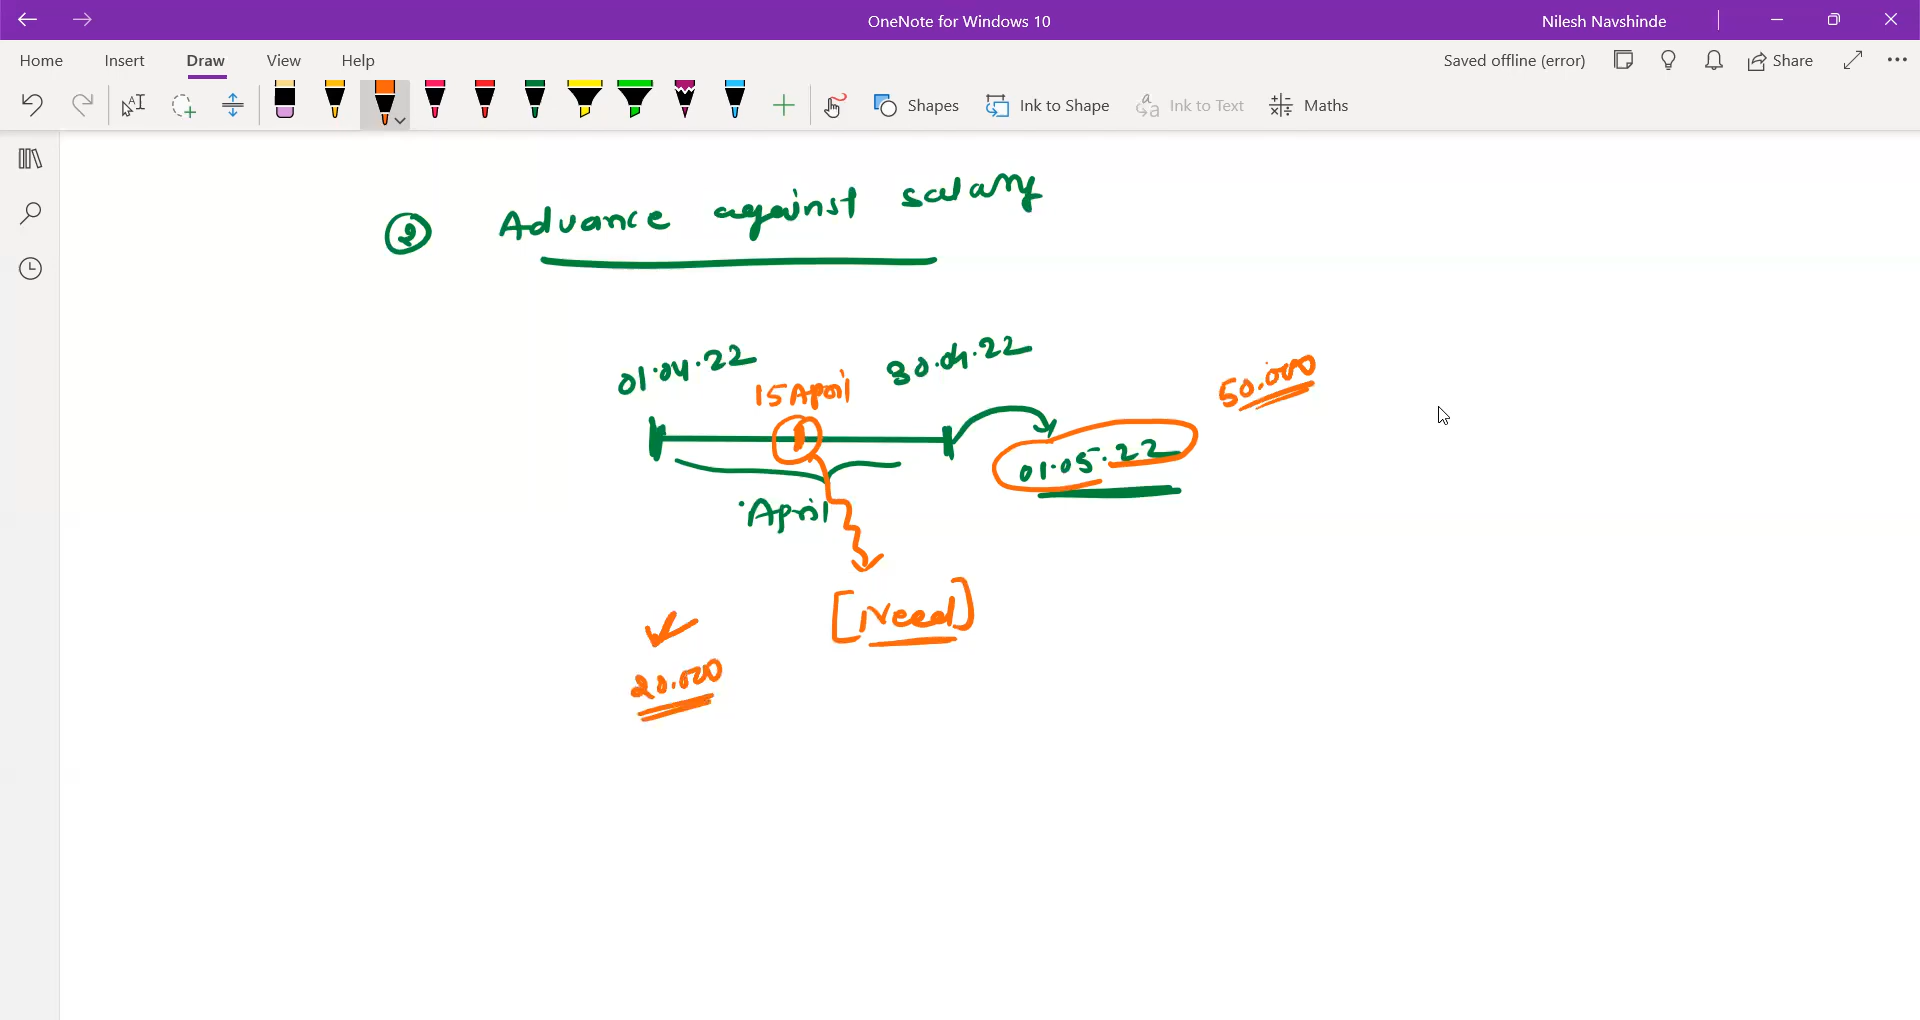 OneNote for Windows 10
Nilesh Navshinde
Home Insert Draw View Help
Saved offline (error) Share
Shapes Ink to Shape Ink to Text Maths
② Advance against salary
01.04.22 30.04.22
15 April
50.000
01.05.22
April
[Need]
20.000